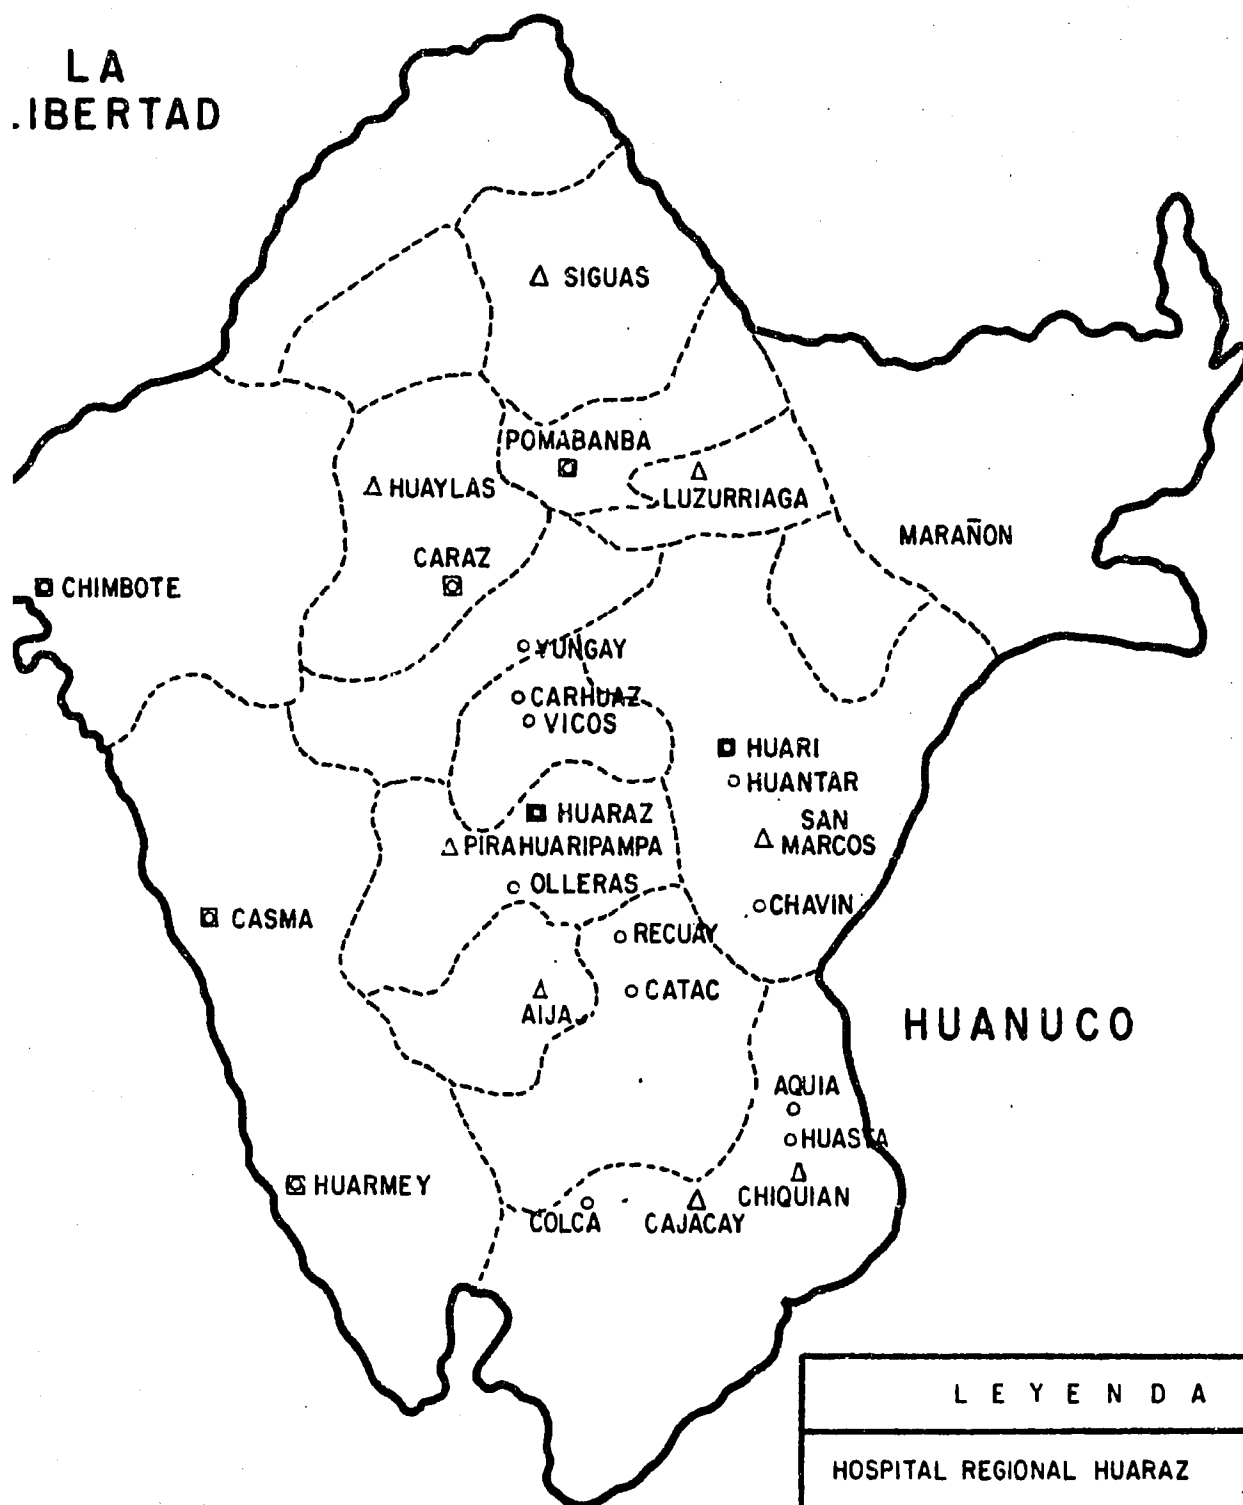 LA
.IBERTAD
SIGUAS
POMABANBA
HUAYLAS
LUZURRIAGA
MARAÑON
CARAZ
CHIMBOTE
YUNGAY
CARHUAZ
VICOS
HUARI
HUANTAR
HUARAZ
SAN
MARCOS
PIRAHUARIPAMPA
OLLERAS
CHAVIN
CASMA
RECUAY
CATAC
AIJA
HUANUCO
AQUIA
HUASTA
CHIQUIAN
HUARMEY
COLCA
CAJACAY
LEYENDA
HOSPITAL REGIONAL HUARAZ